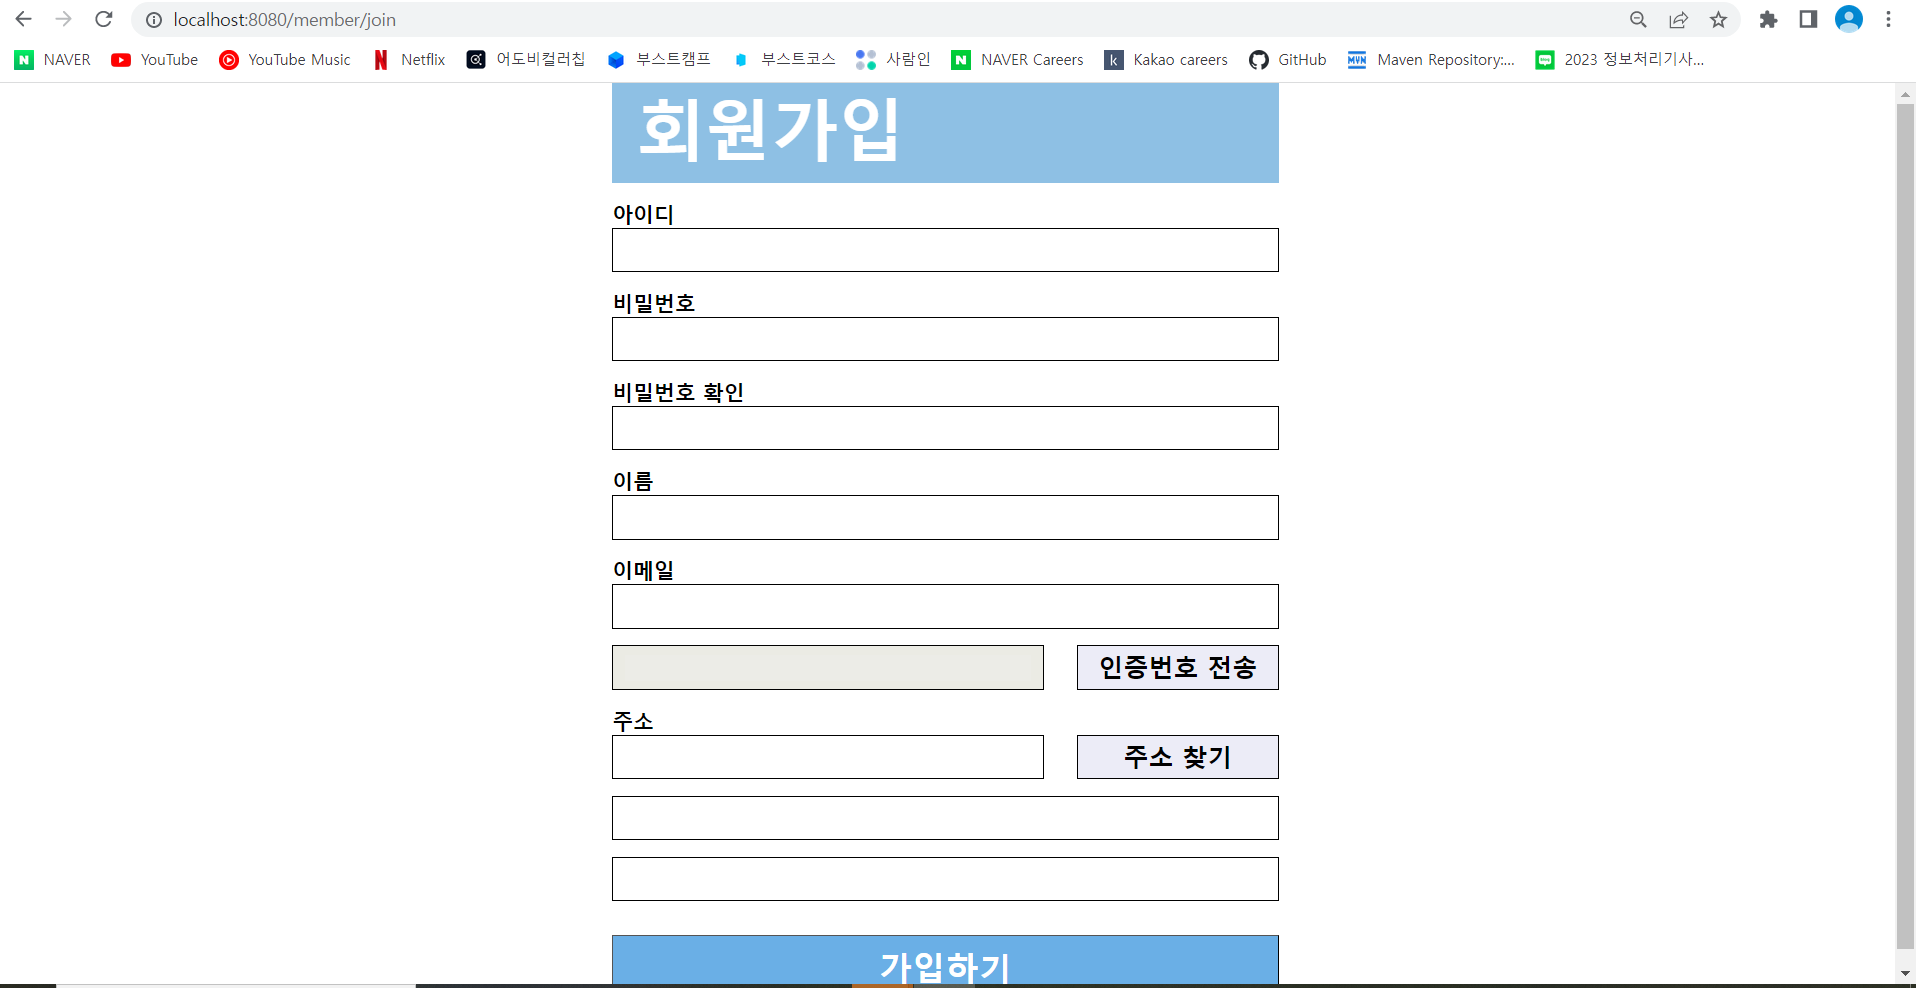 localhost:8080/member/join
NAVER YouTube YouTube Music Netflix 어도비컬러칩 부스트캠프 부스트코스 사람인 NAVER Careers Kakao careers GitHub Maven Repository:... 2023 정보처리기사...
회원가입
아이디
비밀번호
비밀번호 확인
이름
이메일
인증번호 전송
주소
주소 찾기
가입하기